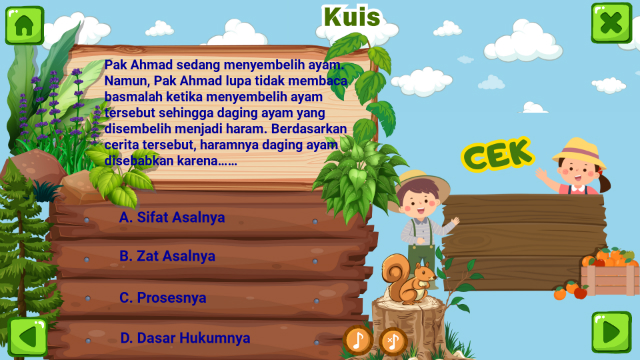 Kuis
Pak Ahmad sedang menyembelih ayam.
Namun, Pak Ahmad lupa tidak membaca
basmalah ketika menyembelih ayam
tersebut sehingga daging ayam yang
disembelih menjadi haram. Berdasarkan
cerita tersebut, haramnya daging ayam
disebabkan karena......
CEK
A. Sifat Asalnya
B. Zat Asalnya
C. Prosesnya
D. Dasar Hukumnya